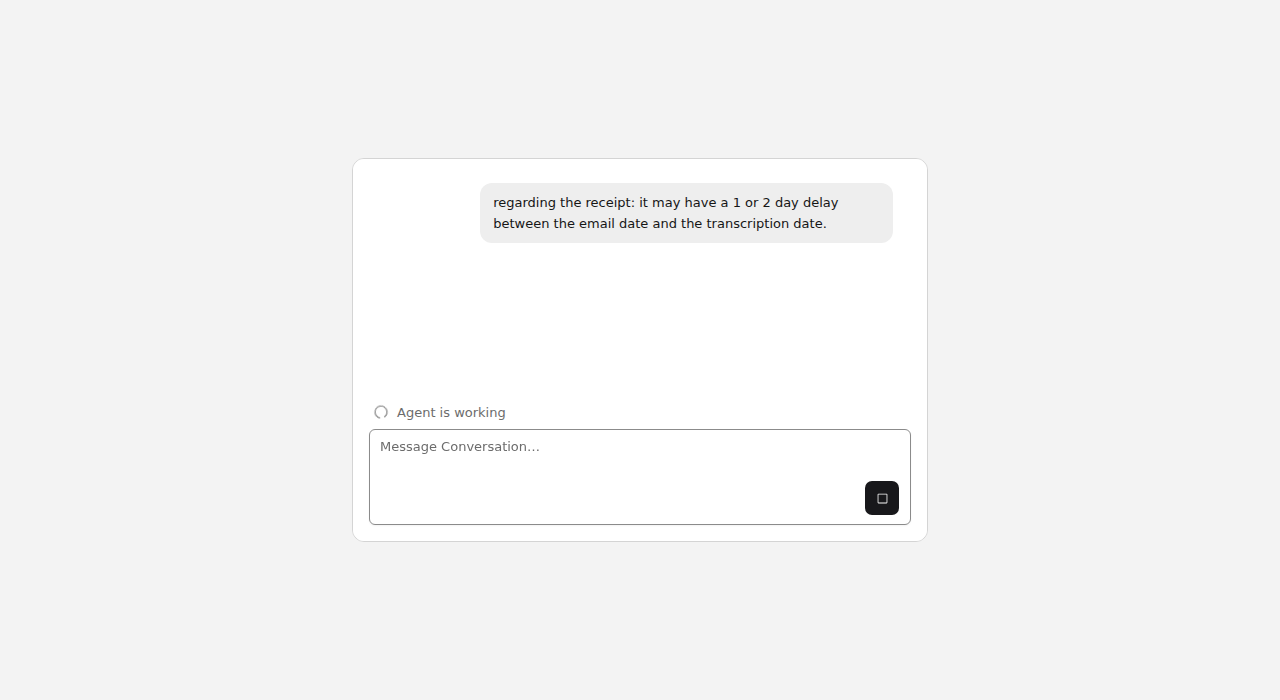 regarding the receipt: it may have a 1 or 2 day delay
between the email date and the transcription date.
Agent is working
Message Conversation...